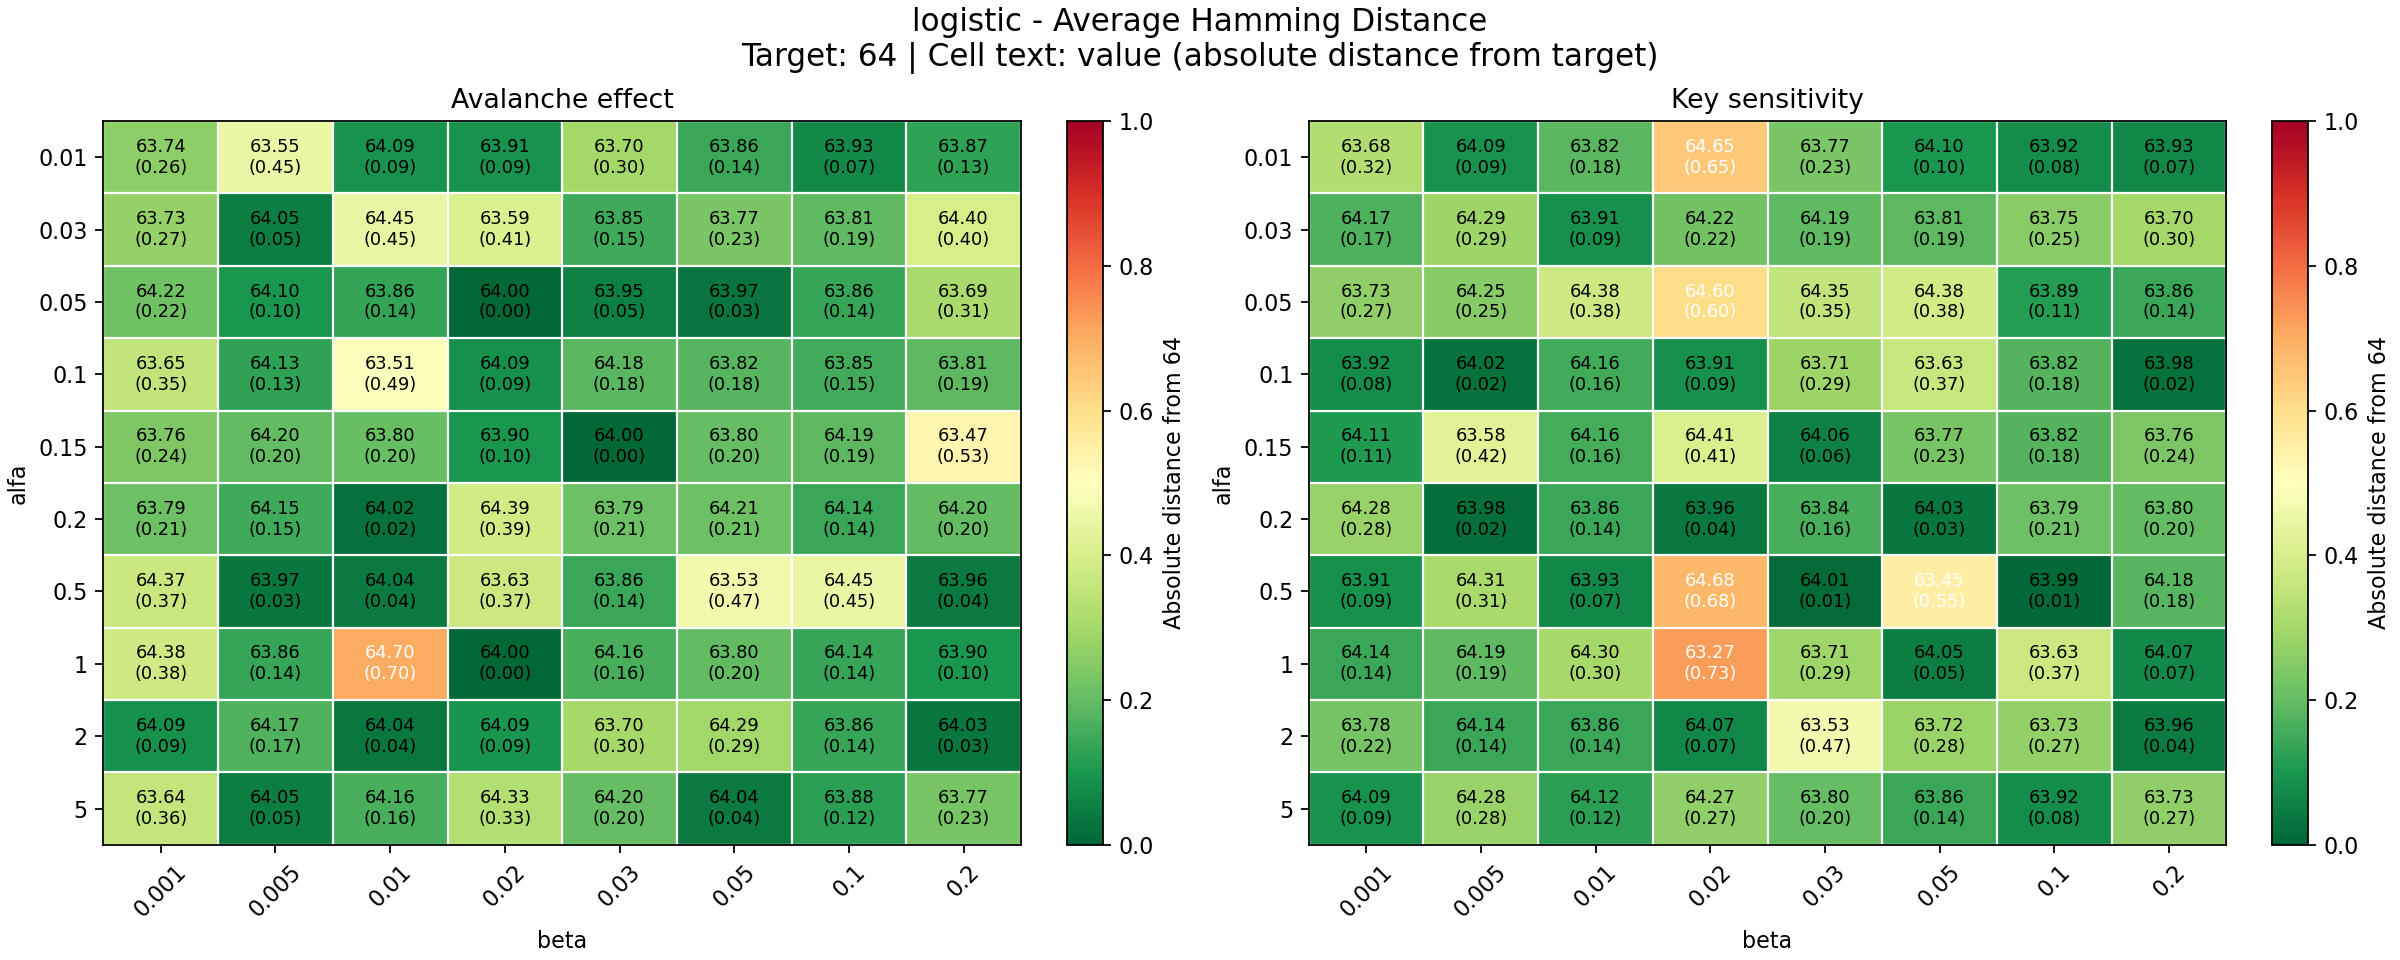 logistic - Average Hamming Distance
Target: 64 | Cell text: value (absolute distance from target)
Avalanche effect
alfa
0.01
63.74 63.55 64.09 63.91 63.70 63.86 63.93 63.87
(0.26) (0.45) (0.09) (0.09) (0.30) (0.14) (0.07) (0.13)
0.03
63.73 64.05 64.45 63.59 63.85 63.77 63.81 64.40
(0.27) (0.05) (0.45) (0.41) (0.15) (0.23) (0.19) (0.40)
0.05
64.22 64.10 63.86 64.00 63.95 63.97 63.86 63.69
(0.22) (0.10) (0.14) (0.00) (0.05) (0.03) (0.14) (0.31)
0.1
63.65 64.13 63.51 64.09 64.18 63.82 63.85 63.81
(0.35) (0.13) (0.49) (0.09) (0.18) (0.18) (0.15) (0.19)
0.15
63.76 64.20 63.80 63.90 64.00 63.80 64.19 63.47
(0.24) (0.20) (0.20) (0.10) (0.00) (0.20) (0.19) (0.53)
0.2
63.79 64.15 64.02 64.39 63.79 64.21 64.14 64.20
(0.21) (0.15) (0.02) (0.39) (0.21) (0.21) (0.14) (0.20)
0.5
64.37 63.97 64.04 63.63 63.86 63.53 64.45 63.96
(0.37) (0.03) (0.04) (0.37) (0.14) (0.47) (0.45) (0.04)
1
64.38 63.86 64.70 64.00 64.16 63.80 64.14 63.90
(0.38) (0.14) (0.70) (0.00) (0.16) (0.20) (0.14) (0.10)
2
64.09 64.17 64.04 64.09 63.70 64.29 63.86 64.03
(0.09) (0.17) (0.04) (0.09) (0.30) (0.29) (0.14) (0.03)
5
63.64 64.05 64.16 64.33 64.20 64.04 63.88 63.77
(0.36) (0.05) (0.16) (0.33) (0.20) (0.04) (0.12) (0.23)
0.001 0.005 0.01 0.02 0.03 0.05 0.1 0.2
beta
1.0
0.8
0.6
0.4
0.2
0.0
Absolute distance from 64
Key sensitivity
alfa
0.01
63.68 64.09 63.82 64.65 63.77 64.10 63.92 63.93
(0.32) (0.09) (0.18) (0.65) (0.23) (0.10) (0.08) (0.07)
0.03
64.17 64.29 63.91 64.22 64.19 63.81 63.75 63.70
(0.17) (0.29) (0.09) (0.22) (0.19) (0.19) (0.25) (0.30)
0.05
63.73 64.25 64.38 64.60 64.35 64.38 63.89 63.86
(0.27) (0.25) (0.38) (0.60) (0.35) (0.38) (0.11) (0.14)
0.1
63.92 64.02 64.16 63.91 63.71 63.63 63.82 63.98
(0.08) (0.02) (0.16) (0.09) (0.29) (0.37) (0.18) (0.02)
0.15
64.11 63.58 64.16 64.41 64.06 63.77 63.82 63.76
(0.11) (0.42) (0.16) (0.41) (0.06) (0.23) (0.18) (0.24)
0.2
64.28 63.98 63.86 63.96 63.84 64.03 63.79 63.80
(0.28) (0.02) (0.14) (0.04) (0.16) (0.03) (0.21) (0.20)
0.5
63.91 64.31 63.93 64.68 64.01 63.45 63.99 64.18
(0.09) (0.31) (0.07) (0.68) (0.01) (0.55) (0.01) (0.18)
1
64.14 64.19 64.30 63.27 63.71 64.05 63.63 64.07
(0.14) (0.19) (0.30) (0.73) (0.29) (0.05) (0.37) (0.07)
2
63.78 64.14 63.86 64.07 63.53 63.72 63.73 63.96
(0.22) (0.14) (0.14) (0.07) (0.47) (0.28) (0.27) (0.04)
5
64.09 64.28 64.12 64.27 63.80 63.86 63.92 63.73
(0.09) (0.28) (0.12) (0.27) (0.20) (0.14) (0.08) (0.27)
0.001 0.005 0.01 0.02 0.03 0.05 0.1 0.2
beta
1.0
0.8
0.6
0.4
0.2
0.0
Absolute distance from 64